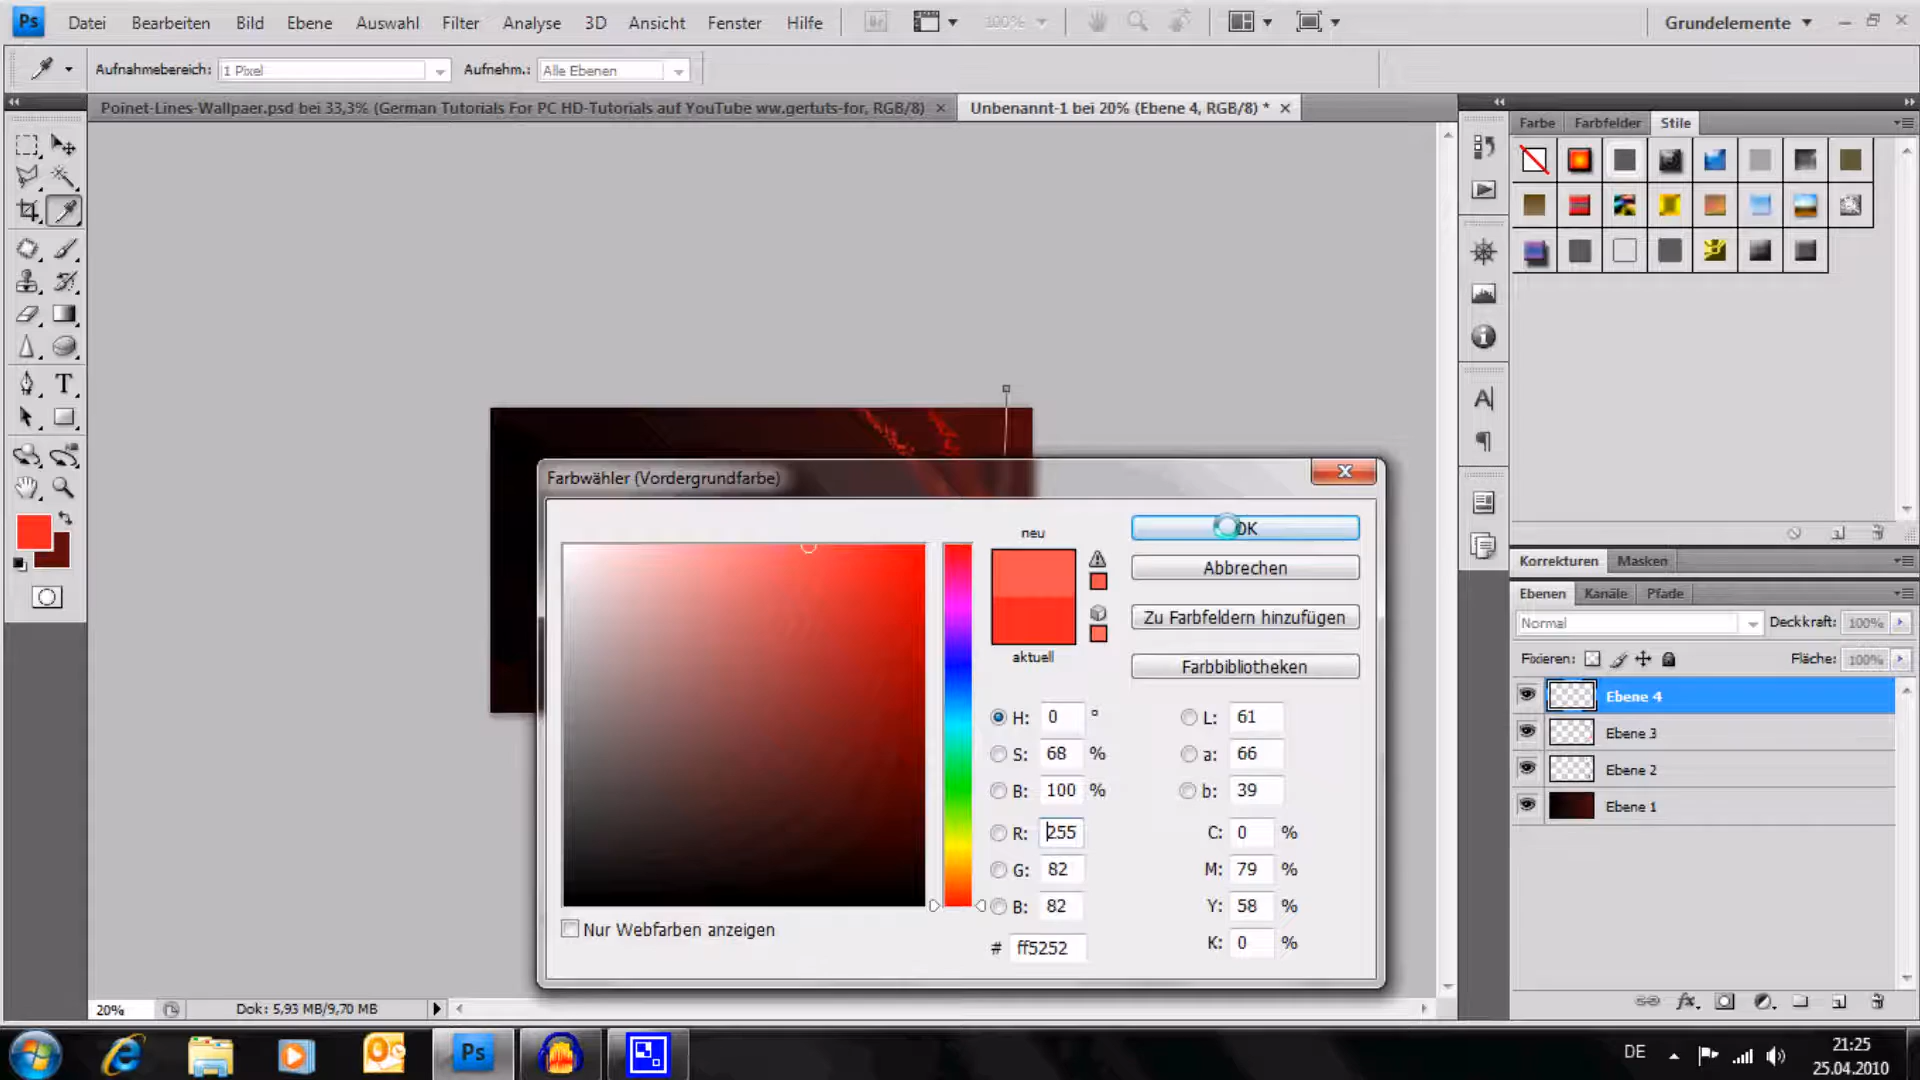 Ps Datei Bearbeiten Bild Ebene Auswahl Filter Analyse 3D Ansicht Fenster Hilfe Br 100% Grundelemente
Aufnahmebereich: 1 Pixel Aufnehm.: Alle Ebenen
Poinet-Lines-Wallpaer.psd bei 33,3% (German Tutorials For PC HD-Tutorials auf YouTube ww.gertuts-for, RGB/8) Unbenannt-1 bei 20% (Ebene 4, RGB/8) *
Farbe Farbfelder Stile
Farbwähler (Vordergrundfarbe)
neu
OK
Abbrechen
Zu Farbfeldern hinzufügen
aktuell
Farbbibliotheken
H: 0 ° L: 61
S: 68 % a: 66
B: 100 % b: 39
R: 255 C: 0 %
G: 82 M: 79 %
B: 82 Y: 58 %
# ff5252 K: 0 %
Nur Webfarben anzeigen
Korrekturen Masken
Ebenen Kanäle Pfade
Normal Deckkraft: 100%
Fixieren: Fläche: 100%
Ebene 4
Ebene 3
Ebene 2
Ebene 1
20% Dok: 5,93 MB/9,70 MB
Ps DE 21:25
25.04.2010